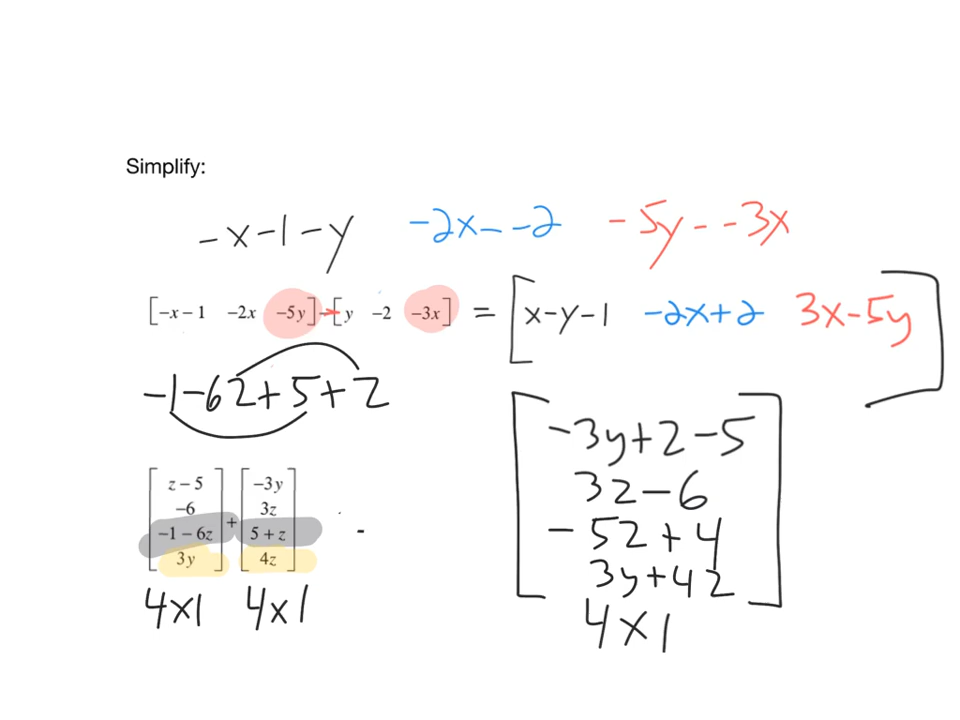 Simplify:
-x-1-y -2x--2 -5y--3x
[-x-1 -2x -5y]-[y -2 -3x] = [x-y-1 -2x+2 3x-5y]
-1-6z+5+z
-3y+z-5
3z-6
-5z+4
3y+4z
z-5 -3y
-6 3z
-1-6z + 5+z -
3y 4z
4x1 4x1
4x1